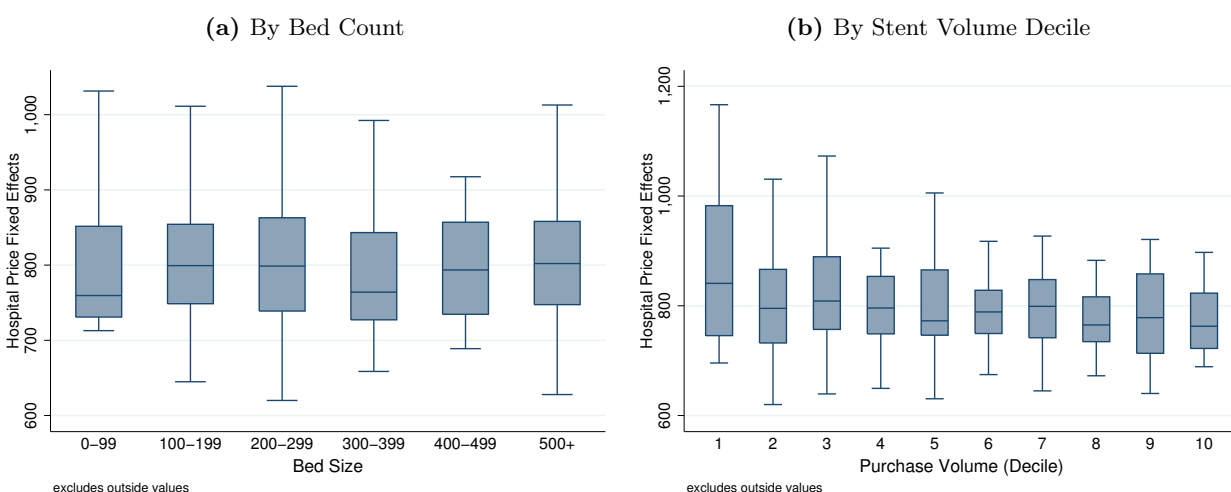 (a) By Bed Count
Hospital Price Fixed Effects
1,000
900
800
700
600
0−99 100−199 200−299 300−399 400−499 500+
Bed Size
excludes outside values
(b) By Stent Volume Decile
Hospital Price Fixed Effects
1,200
1,000
800
600
1 2 3 4 5 6 7 8 9 10
Purchase Volume (Decile)
excludes outside values